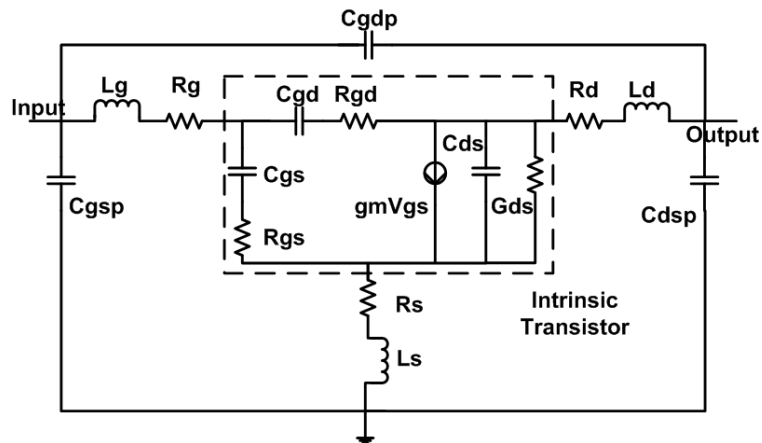 Cgdp
Lg
Rg
Rd
Ld
Input
Cgd
Rgd
Output
Cds
Cgs
gmVgs
Gds
Cgsp
Cdsp
Rgs
Rs
Intrinsic
Transistor
Ls